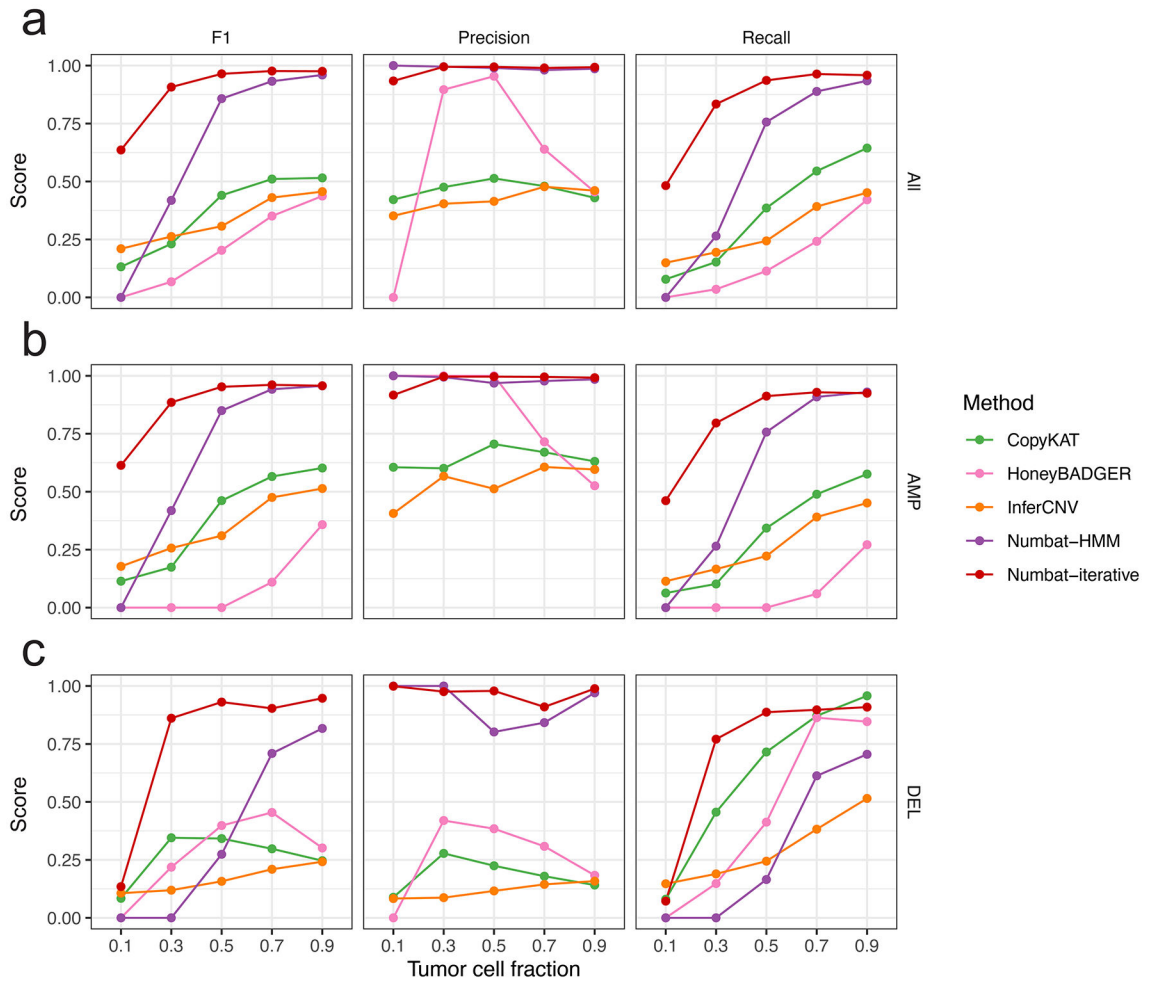 a
F1 Precision Recall
1.00
0.75
0.50
0.25
0.00
Score
All
b
1.00
0.75
0.50
0.25
0.00
Score
AMP
c
1.00
0.75
0.50
0.25
0.00
Score
DEL
0.1 0.3 0.5 0.7 0.9 0.1 0.3 0.5 0.7 0.9 0.1 0.3 0.5 0.7 0.9
Tumor cell fraction
Method
CopyKAT
HoneyBADGER
InferCNV
Numbat-HMM
Numbat-iterative